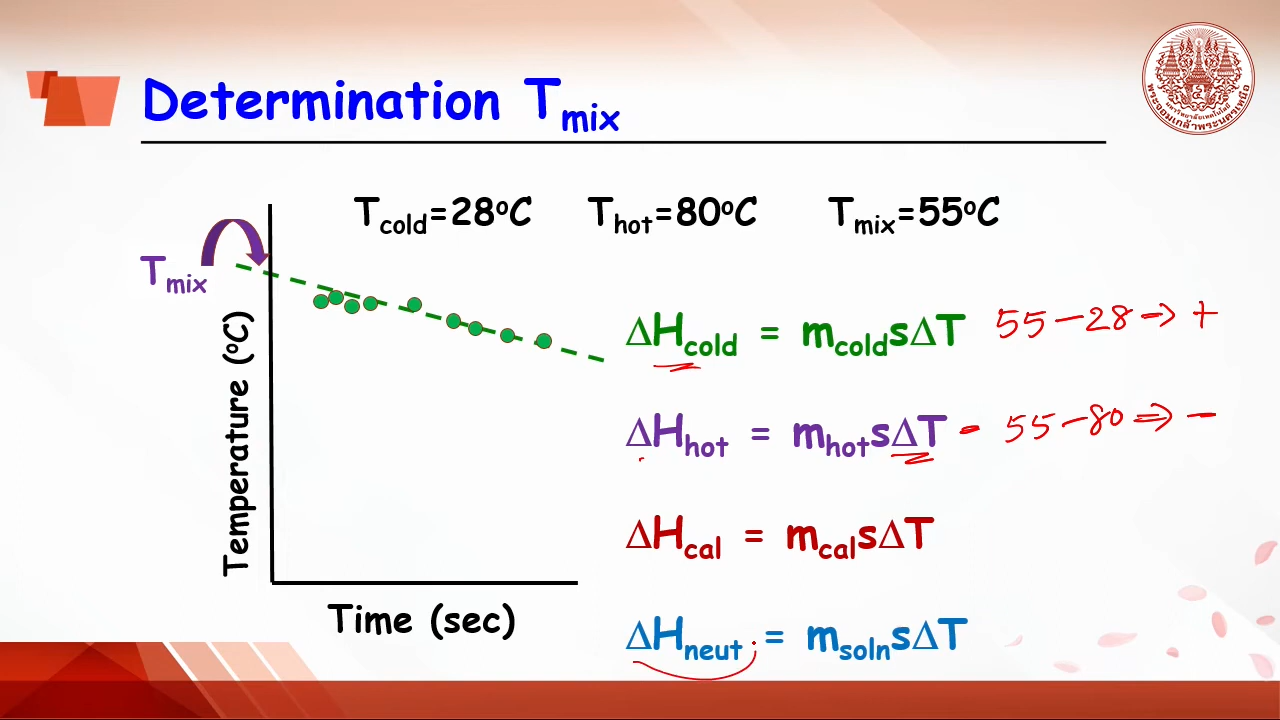 Determination Tmix
Tcold=28°C Thot=80°C Tmix=55°C
Tmix
Temperature (°C)
Time (sec)
ΔHcold = mcoldsΔT 55-28 ⇒ +
ΔHhot = mhotsΔT - 55-80 ⇒ -
ΔHcal = mcalsΔT
ΔHneut = msolnsΔT